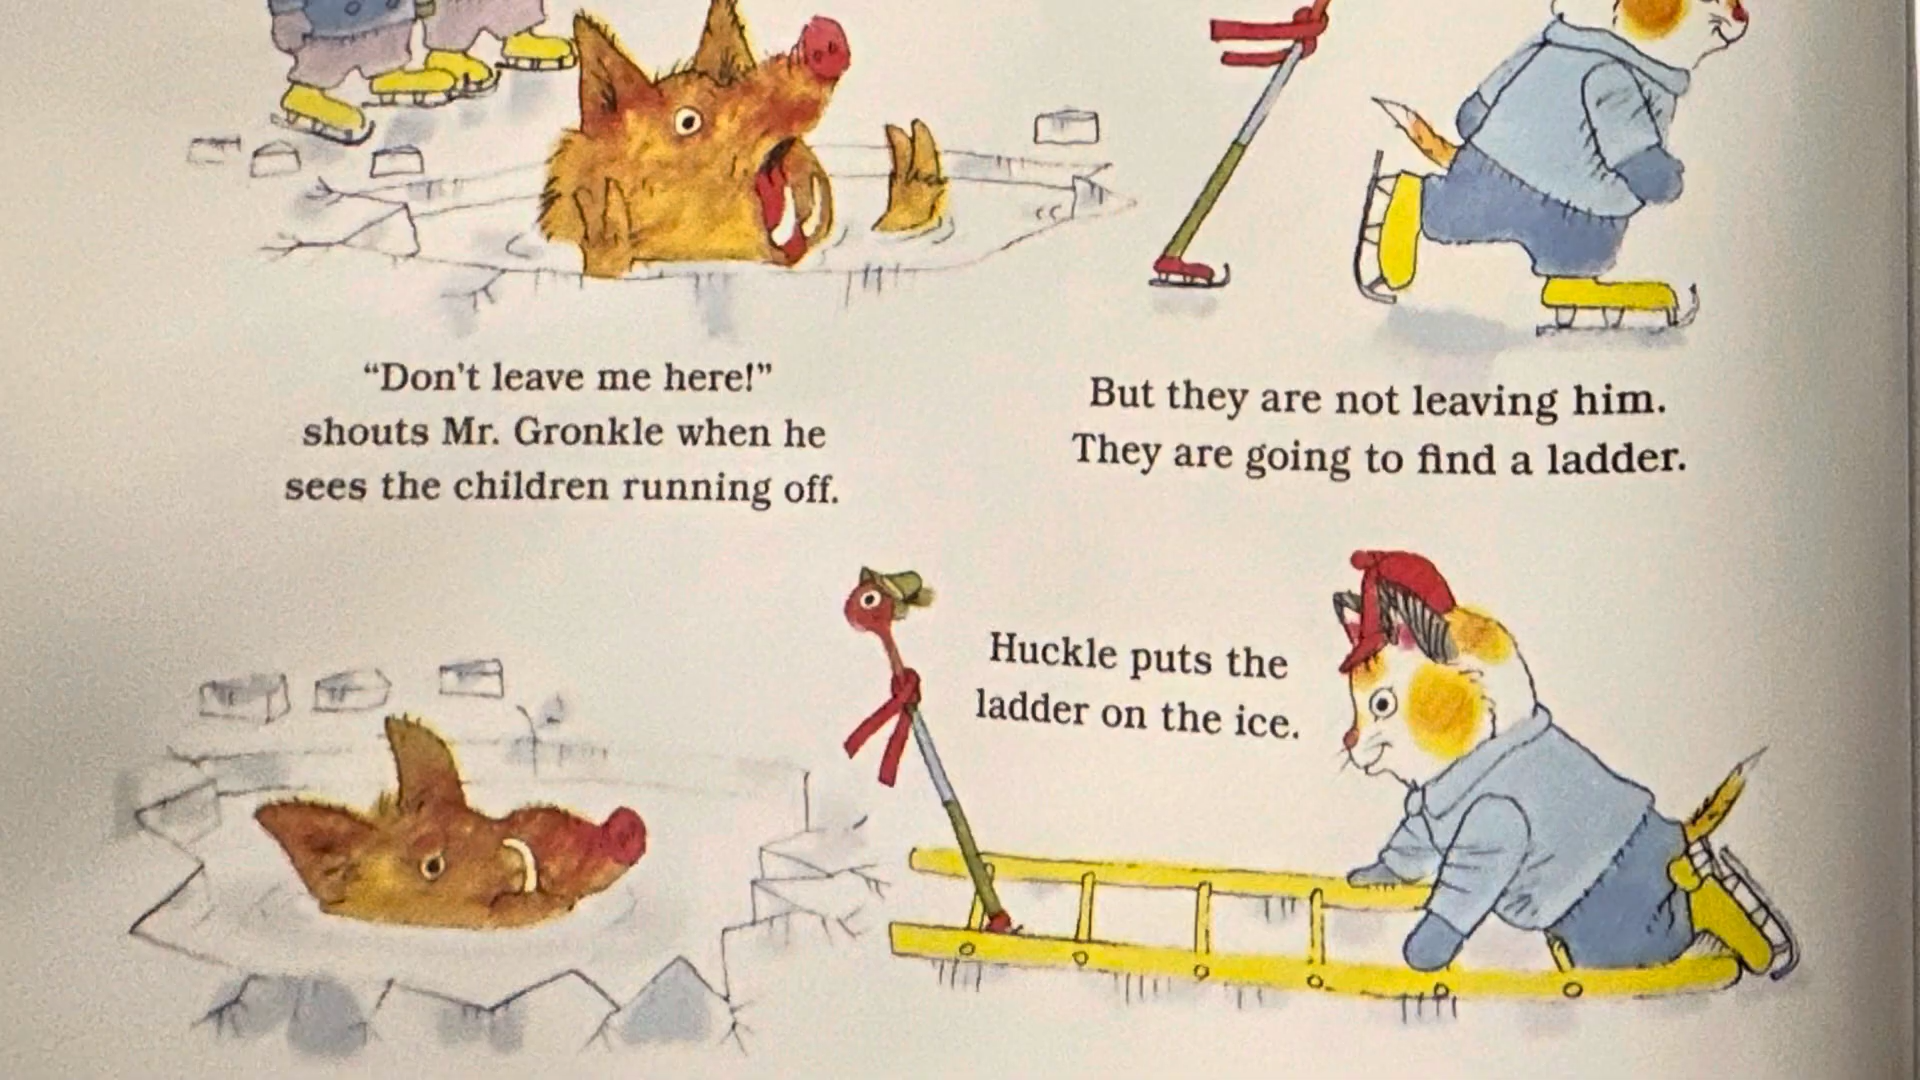 “Don't leave me here!”
shouts Mr. Gronkle when he
sees the children running off.
But they are not leaving him.
They are going to find a ladder.
Huckle puts the
ladder on the ice.